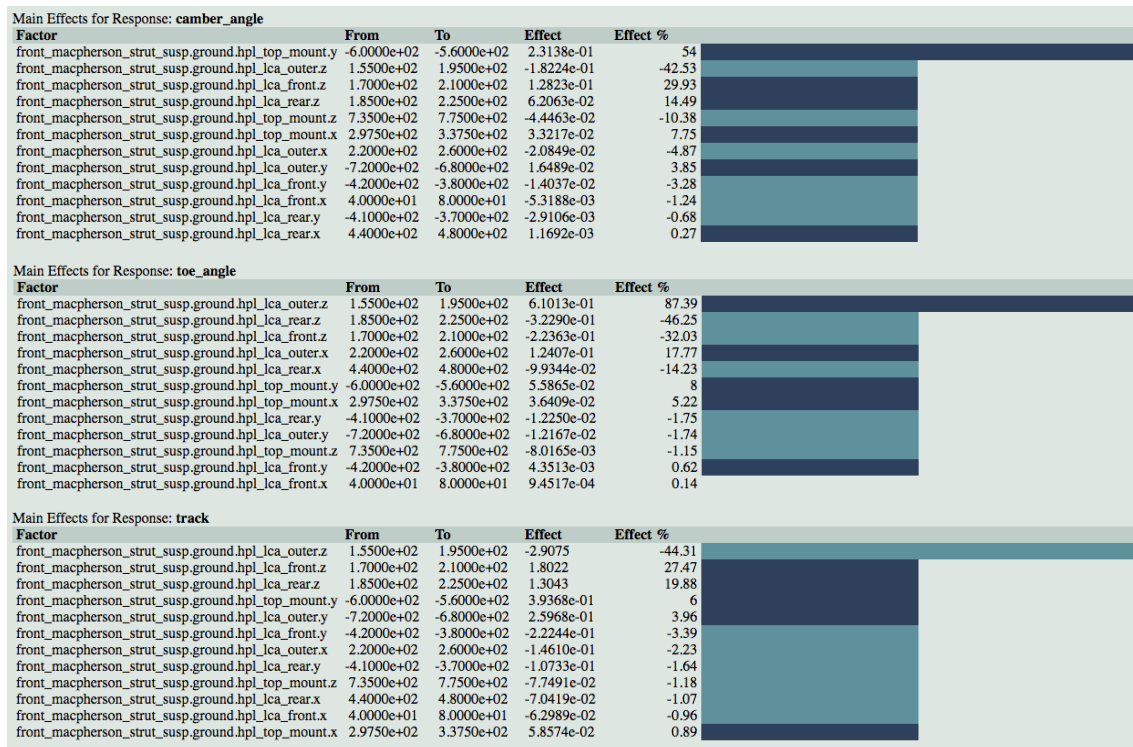 Main Effects for Response: camber_angle
Factor From To Effect Effect %
front_macpherson_strut_susp.ground.hpl_top_mount.y -6.0000e+02 -5.6000e+02 2.3138e-01 54
front_macpherson_strut_susp.ground.hpl_lca_outer.z 1.5500e+02 1.9500e+02 -1.8224e-01 -42.53
front_macpherson_strut_susp.ground.hpl_lca_front.z 1.7000e+02 2.1000e+02 1.2823e-01 29.93
front_macpherson_strut_susp.ground.hpl_lca_rear.z 1.8500e+02 2.2500e+02 6.2063e-02 14.49
front_macpherson_strut_susp.ground.hpl_top_mount.z 7.3500e+02 7.7500e+02 -4.4463e-02 -10.38
front_macpherson_strut_susp.ground.hpl_top_mount.x 2.9750e+02 3.3750e+02 3.3217e-02 7.75
front_macpherson_strut_susp.ground.hpl_lca_outer.x 2.2000e+02 2.6000e+02 -2.0849e-02 -4.87
front_macpherson_strut_susp.ground.hpl_lca_outer.y -7.2000e+02 -6.8000e+02 1.6489e-02 3.85
front_macpherson_strut_susp.ground.hpl_lca_front.y -4.2000e+02 -3.8000e+02 -1.4037e-02 -3.28
front_macpherson_strut_susp.ground.hpl_lca_front.x 4.0000e+01 8.0000e+01 -5.3188e-03 -1.24
front_macpherson_strut_susp.ground.hpl_lca_rear.y -4.1000e+02 -3.7000e+02 -2.9106e-03 -0.68
front_macpherson_strut_susp.ground.hpl_lca_rear.x 4.4000e+02 4.8000e+02 1.1692e-03 0.27
Main Effects for Response: toe_angle
Factor From To Effect Effect %
front_macpherson_strut_susp.ground.hpl_lca_outer.z 1.5500e+02 1.9500e+02 6.1013e-01 87.39
front_macpherson_strut_susp.ground.hpl_lca_rear.z 1.8500e+02 2.2500e+02 -3.2290e-01 -46.25
front_macpherson_strut_susp.ground.hpl_lca_front.z 1.7000e+02 2.1000e+02 -2.2363e-01 -32.03
front_macpherson_strut_susp.ground.hpl_lca_outer.x 2.2000e+02 2.6000e+02 1.2407e-01 17.77
front_macpherson_strut_susp.ground.hpl_lca_rear.x 4.4000e+02 4.8000e+02 -9.9344e-02 -14.23
front_macpherson_strut_susp.ground.hpl_top_mount.y -6.0000e+02 -5.6000e+02 5.5865e-02 8
front_macpherson_strut_susp.ground.hpl_top_mount.x 2.9750e+02 3.3750e+02 3.6409e-02 5.22
front_macpherson_strut_susp.ground.hpl_lca_rear.y -4.1000e+02 -3.7000e+02 -1.2250e-02 -1.75
front_macpherson_strut_susp.ground.hpl_lca_outer.y -7.2000e+02 -6.8000e+02 -1.2167e-02 -1.74
front_macpherson_strut_susp.ground.hpl_top_mount.z 7.3500e+02 7.7500e+02 -8.0165e-03 -1.15
front_macpherson_strut_susp.ground.hpl_lca_front.y -4.2000e+02 -3.8000e+02 4.3513e-03 0.62
front_macpherson_strut_susp.ground.hpl_lca_front.x 4.0000e+01 8.0000e+01 9.4517e-04 0.14
Main Effects for Response: track
Factor From To Effect Effect %
front_macpherson_strut_susp.ground.hpl_lca_outer.z 1.5500e+02 1.9500e+02 -2.9075 -44.31
front_macpherson_strut_susp.ground.hpl_lca_front.z 1.7000e+02 2.1000e+02 1.8022 27.47
front_macpherson_strut_susp.ground.hpl_lca_rear.z 1.8500e+02 2.2500e+02 1.3043 19.88
front_macpherson_strut_susp.ground.hpl_top_mount.y -6.0000e+02 -5.6000e+02 3.9368e-01 6
front_macpherson_strut_susp.ground.hpl_lca_outer.y -7.2000e+02 -6.8000e+02 2.5968e-01 3.96
front_macpherson_strut_susp.ground.hpl_lca_front.y -4.2000e+02 -3.8000e+02 -2.2244e-01 -3.39
front_macpherson_strut_susp.ground.hpl_lca_outer.x 2.2000e+02 2.6000e+02 -1.4610e-01 -2.23
front_macpherson_strut_susp.ground.hpl_lca_rear.y -4.1000e+02 -3.7000e+02 -1.0733e-01 -1.64
front_macpherson_strut_susp.ground.hpl_top_mount.z 7.3500e+02 7.7500e+02 -7.7491e-02 -1.18
front_macpherson_strut_susp.ground.hpl_lca_rear.x 4.4000e+02 4.8000e+02 -7.0419e-02 -1.07
front_macpherson_strut_susp.ground.hpl_lca_front.x 4.0000e+01 8.0000e+01 -6.2989e-02 -0.96
front_macpherson_strut_susp.ground.hpl_top_mount.x 2.9750e+02 3.3750e+02 5.8574e-02 0.89